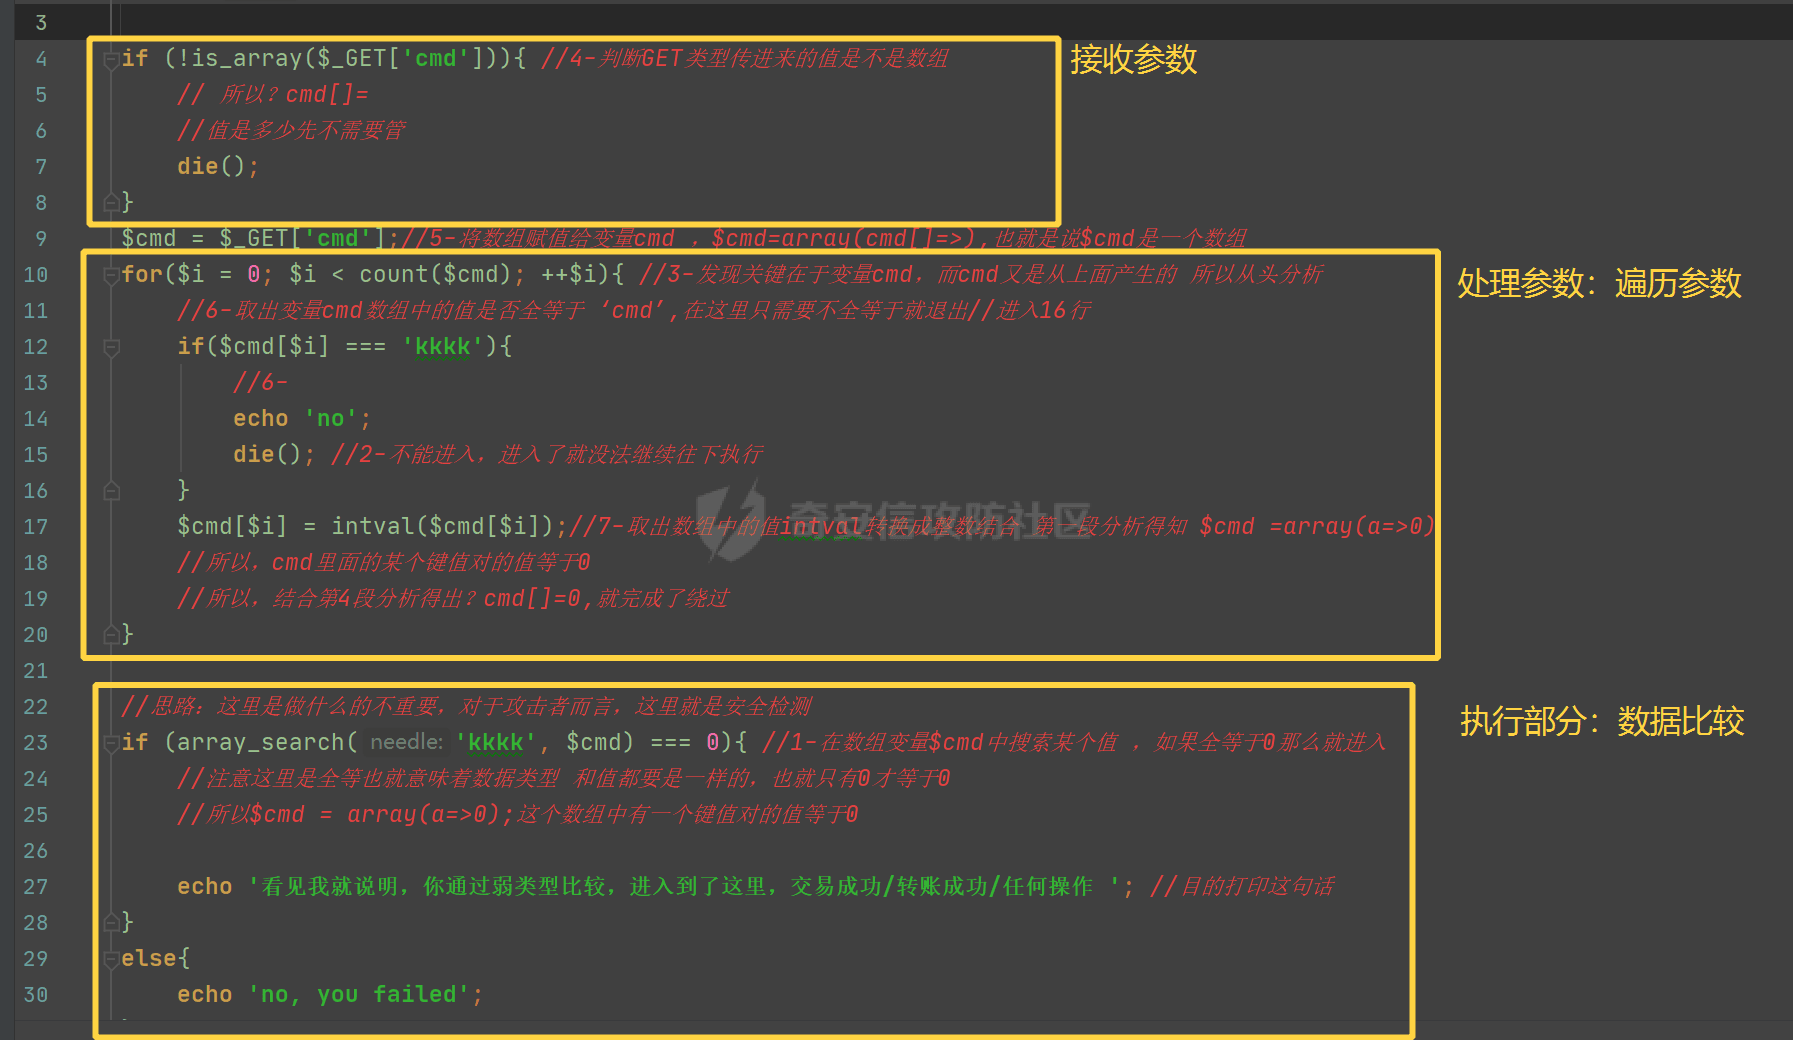 3
4 if (!is_array($_GET['cmd'])){ //4-判断GET类型传进来的值是不是数组
接收参数
5 // 所以？cmd[]=
6 //值是多少先不需要管
7 die();
8 }
9 $cmd = $_GET['cmd'];//5-将数组赋值给变量cmd ，$cmd=array(cmd[]=>),也就是说$cmd是一个数组
10 for($i = 0; $i < count($cmd); ++$i){ //3-发现关键在于变量cmd，而cmd又是从上面产生的 所以从头分析
处理参数：遍历参数
11 //6-取出变量cmd数组中的值是否全等于 ‘cmd’,在这里只需要不全等于就退出//进入16行
12 if($cmd[$i] === 'kkkk'){
13 //6-
14 echo 'no';
15 die(); //2-不能进入，进入了就没法继续往下执行
16 }
奇安信攻防社区
17 $cmd[$i] = intval($cmd[$i]);//7-取出数组中的值intval转换成整数结合 第一段分析得知 $cmd =array(a=>0)
18 //所以，cmd里面的某个键值对的值等于0
19 //所以，结合第4段分析得出？cmd[]=0,就完成了绕过
20 }
21
22 //思路：这里是做什么的不重要，对于攻击者而言，这里就是安全检测
23 if (array_search( needle: 'kkkk', $cmd) === 0){ //1-在数组变量$cmd中搜索某个值 ，如果全等于0那么就进入
执行部分：数据比较
24 //注意这里是全等也就意味着数据类型 和值都要是一样的，也就只有0才等于0
25 //所以$cmd = array(a=>0);这个数组中有一个键值对的值等于0
26
27 echo '看见我就说明，你通过弱类型比较，进入到了这里，交易成功/转账成功/任何操作 '; //目的打印这句话
28 }
29 else{
30 echo 'no, you failed';